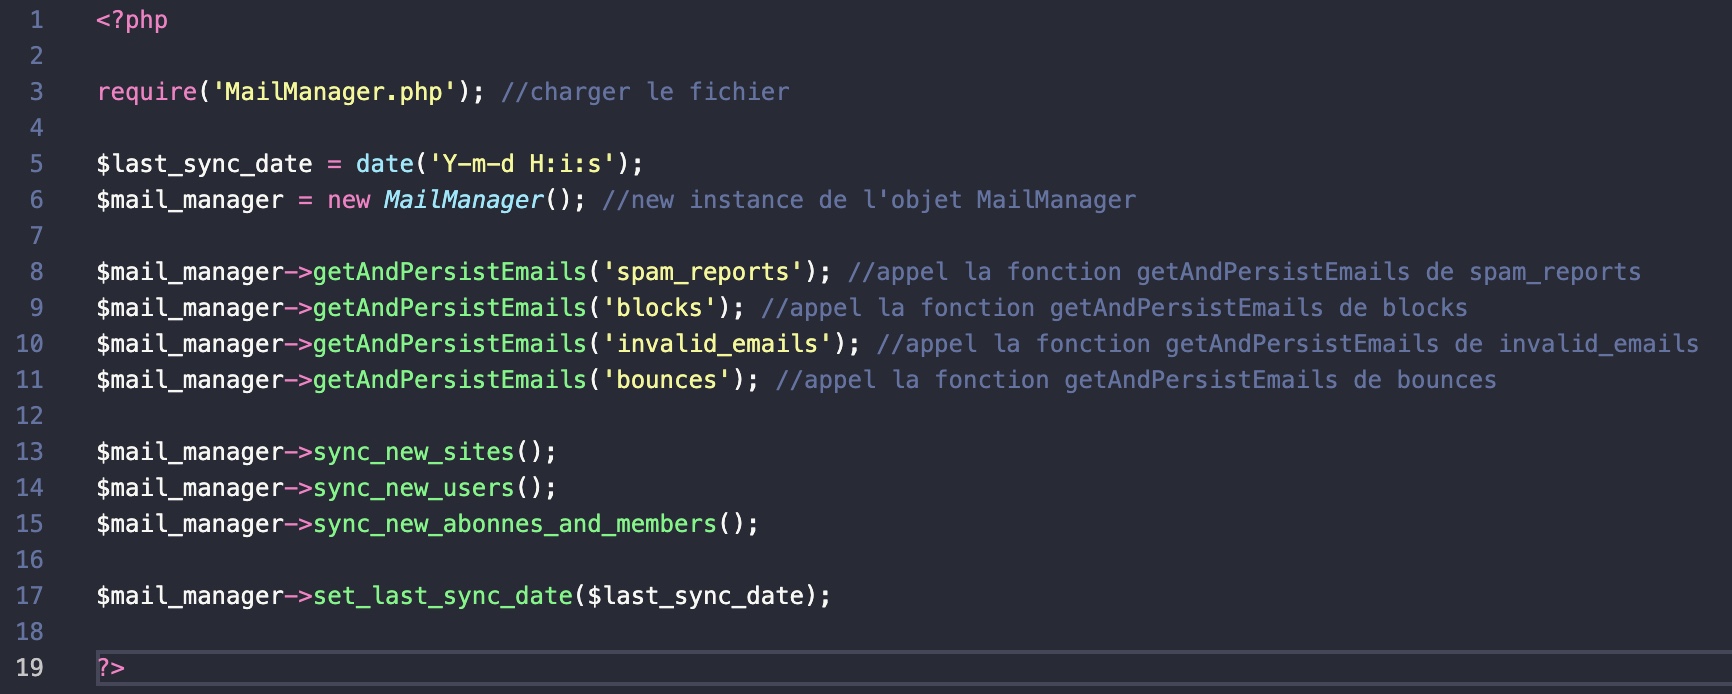 1 <?php
2
3 require('MailManager.php'); //charger le fichier
4
5 $last_sync_date = date('Y-m-d H:i:s');
6 $mail_manager = new MailManager(); //new instance de l'objet MailManager
7
8 $mail_manager->getAndPersistEmails('spam_reports'); //appel la fonction getAndPersistEmails de spam_reports
9 $mail_manager->getAndPersistEmails('blocks'); //appel la fonction getAndPersistEmails de blocks
10 $mail_manager->getAndPersistEmails('invalid_emails'); //appel la fonction getAndPersistEmails de invalid_emails
11 $mail_manager->getAndPersistEmails('bounces'); //appel la fonction getAndPersistEmails de bounces
12
13 $mail_manager->sync_new_sites();
14 $mail_manager->sync_new_users();
15 $mail_manager->sync_new_abonnes_and_members();
16
17 $mail_manager->set_last_sync_date($last_sync_date);
18
19 ?>